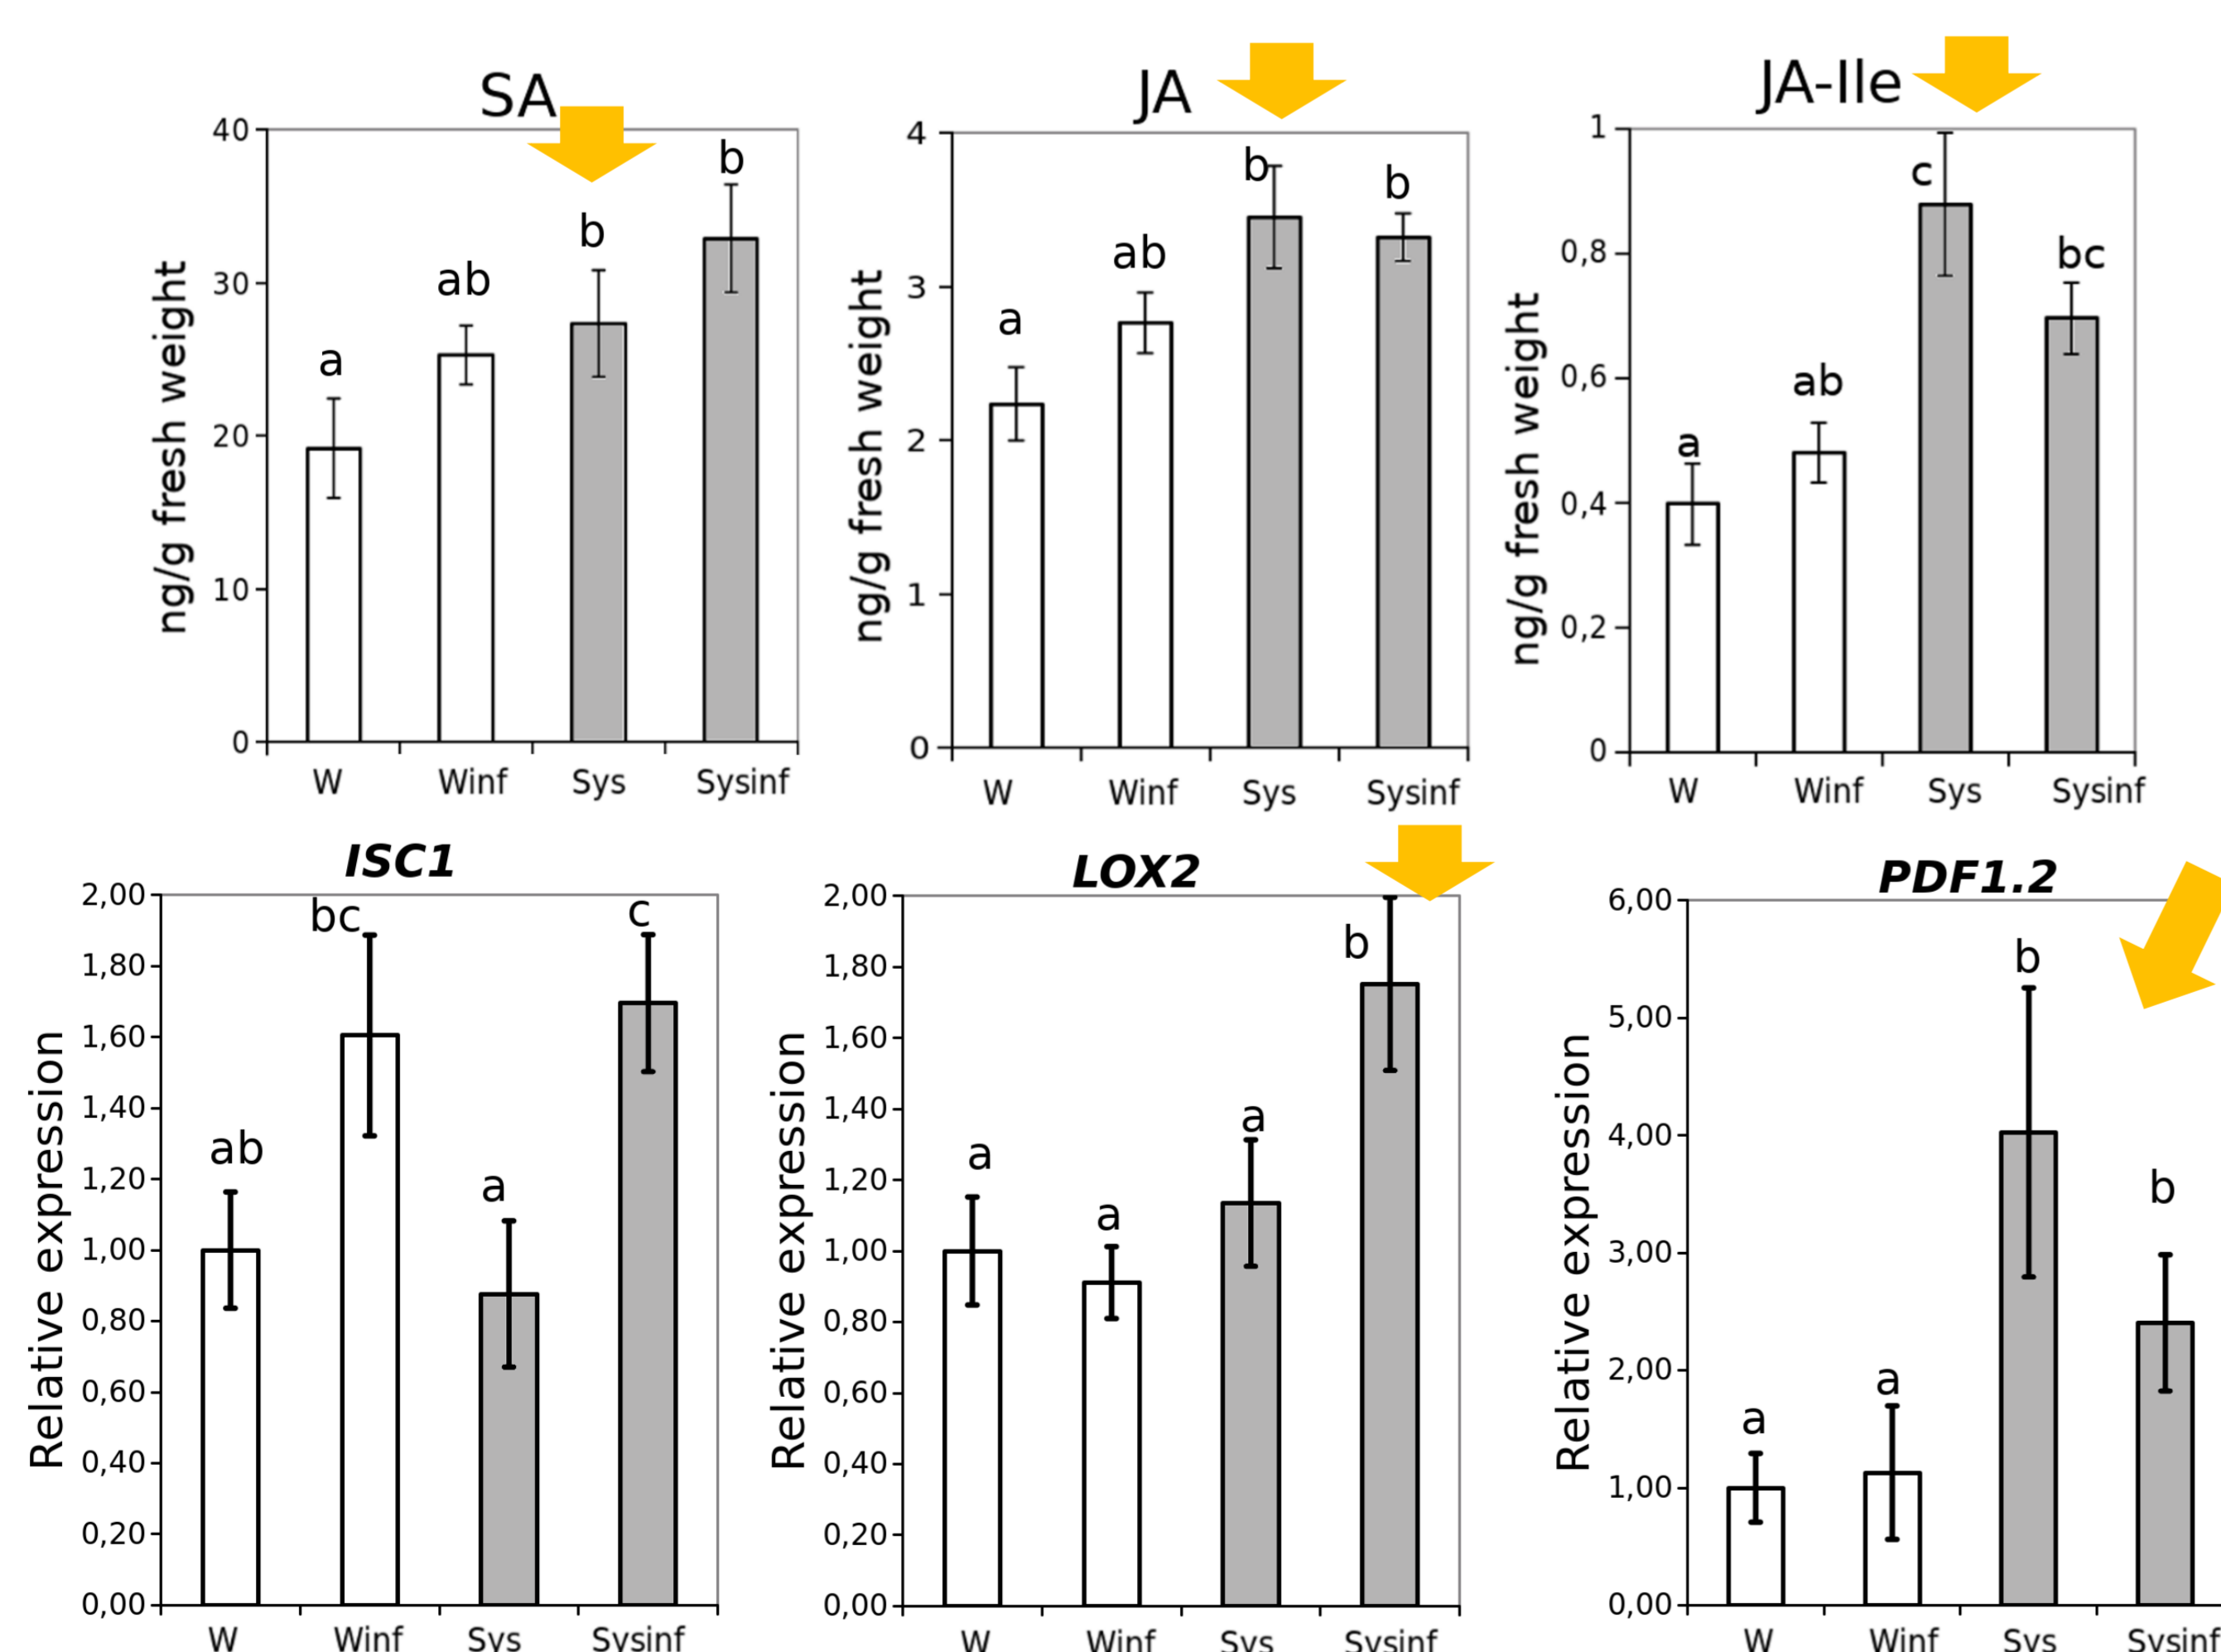 SA
40
30
20
10
0
ng/g fresh weight
a
ab
b
b
W Winf Sys Sysinf
JA
4
3
2
1
0
ng/g fresh weight
a
ab
b
b
W Winf Sys Sysinf
JA-Ile
1
0,8
0,6
0,4
0,2
0
ng/g fresh weight
a
ab
c
bc
W Winf Sys Sysinf
ISC1
2,00
1,80
1,60
1,40
1,20
1,00
0,80
0,60
0,40
0,20
0,00
Relative expression
ab
bc
a
c
W Winf Sys Sysinf
LOX2
2,00
1,80
1,60
1,40
1,20
1,00
0,80
0,60
0,40
0,20
0,00
Relative expression
a
a
a
b
W Winf Sys Sysinf
PDF1.2
6,00
5,00
4,00
3,00
2,00
1,00
0,00
Relative expression
a
a
b
b
W Winf Sys Sysinf